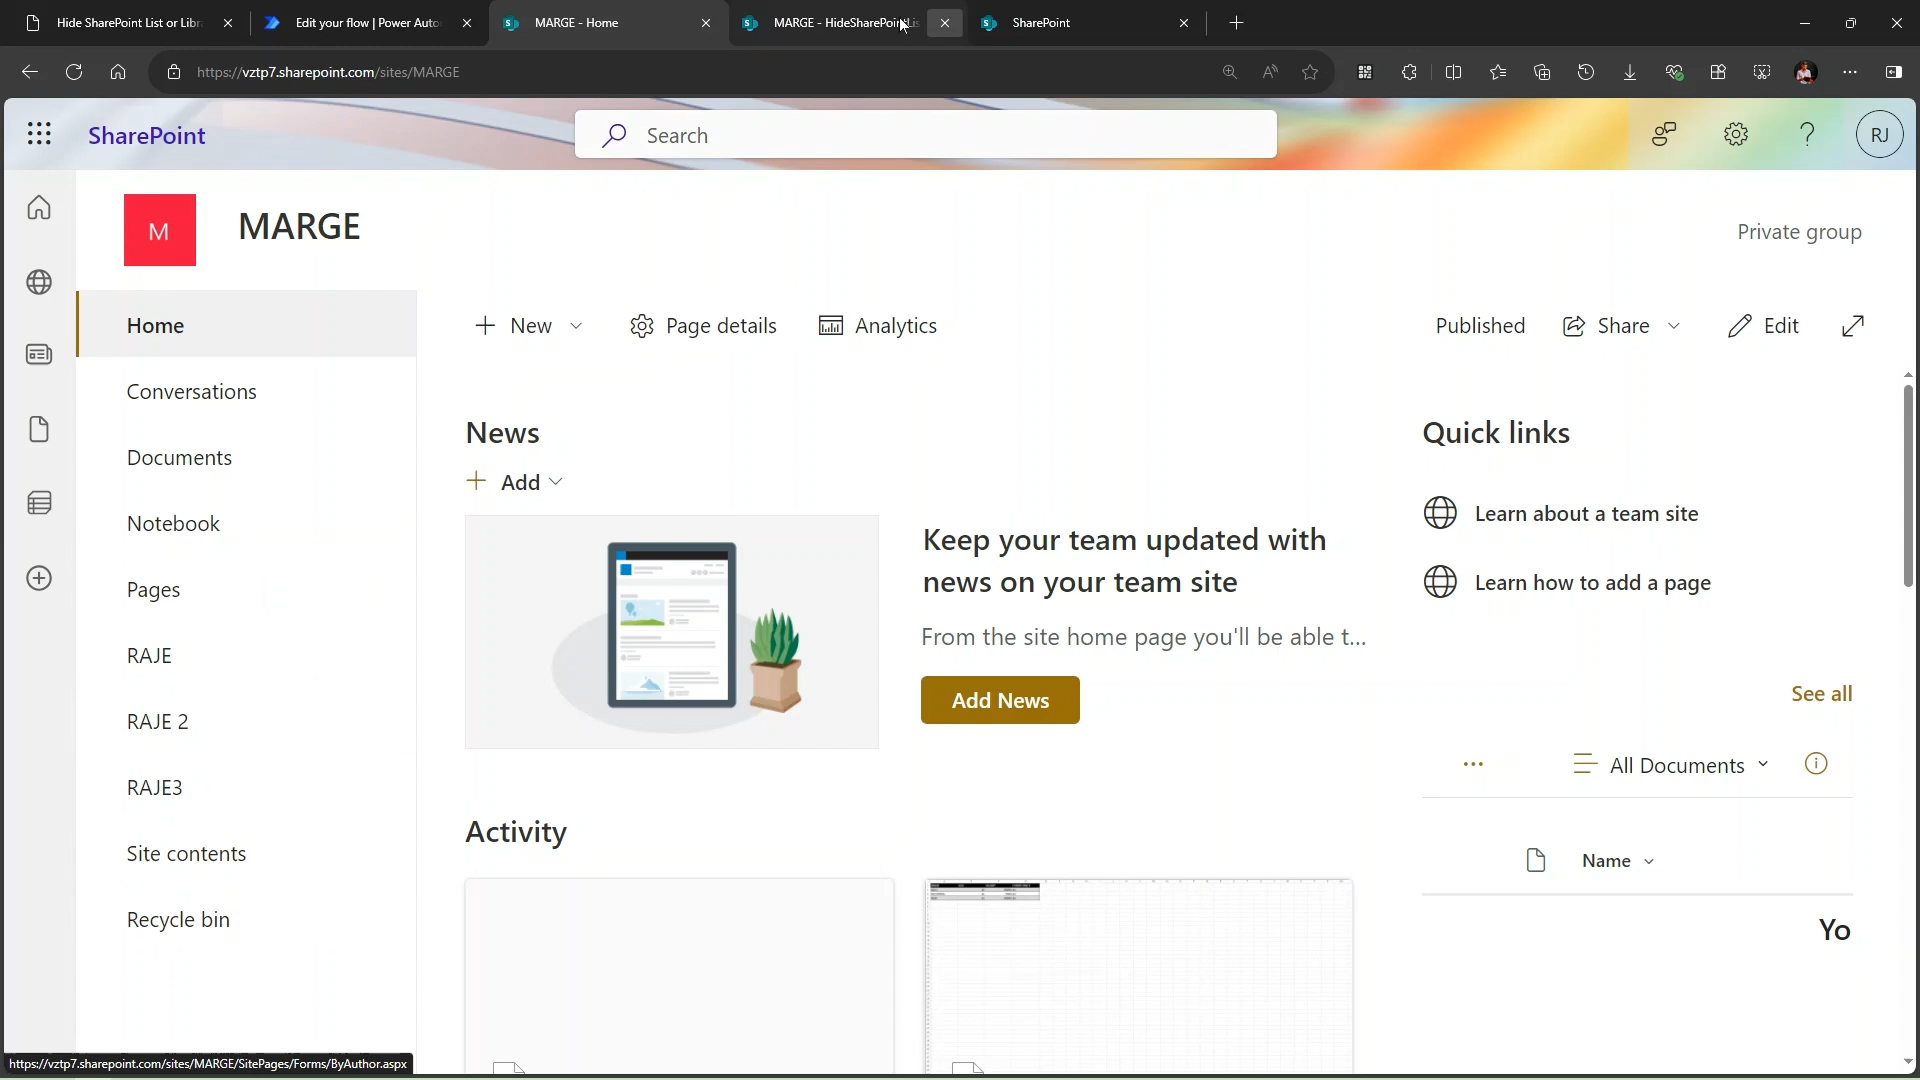 Hide SharePoint List or Libr
Edit your flow | Power Auto
MARGE - Home
MARGE - HideSharePointLis
SharePoint
https://vztp7.sharepoint.com/sites/MARGE
SharePoint
Search
RJ
M
MARGE
Private group
Home
Conversations
Documents
Notebook
Pages
RAJE
RAJE 2
RAJE3
Site contents
Recycle bin
New
Page details
Analytics
Published
Share
Edit
News
Add
Keep your team updated with
news on your team site
From the site home page you'll be able t...
Add News
Activity
Quick links
Learn about a team site
Learn how to add a page
See all
All Documents
Name
Yo
https://vztp7.sharepoint.com/sites/MARGE/SitePages/Forms/ByAuthor.aspx